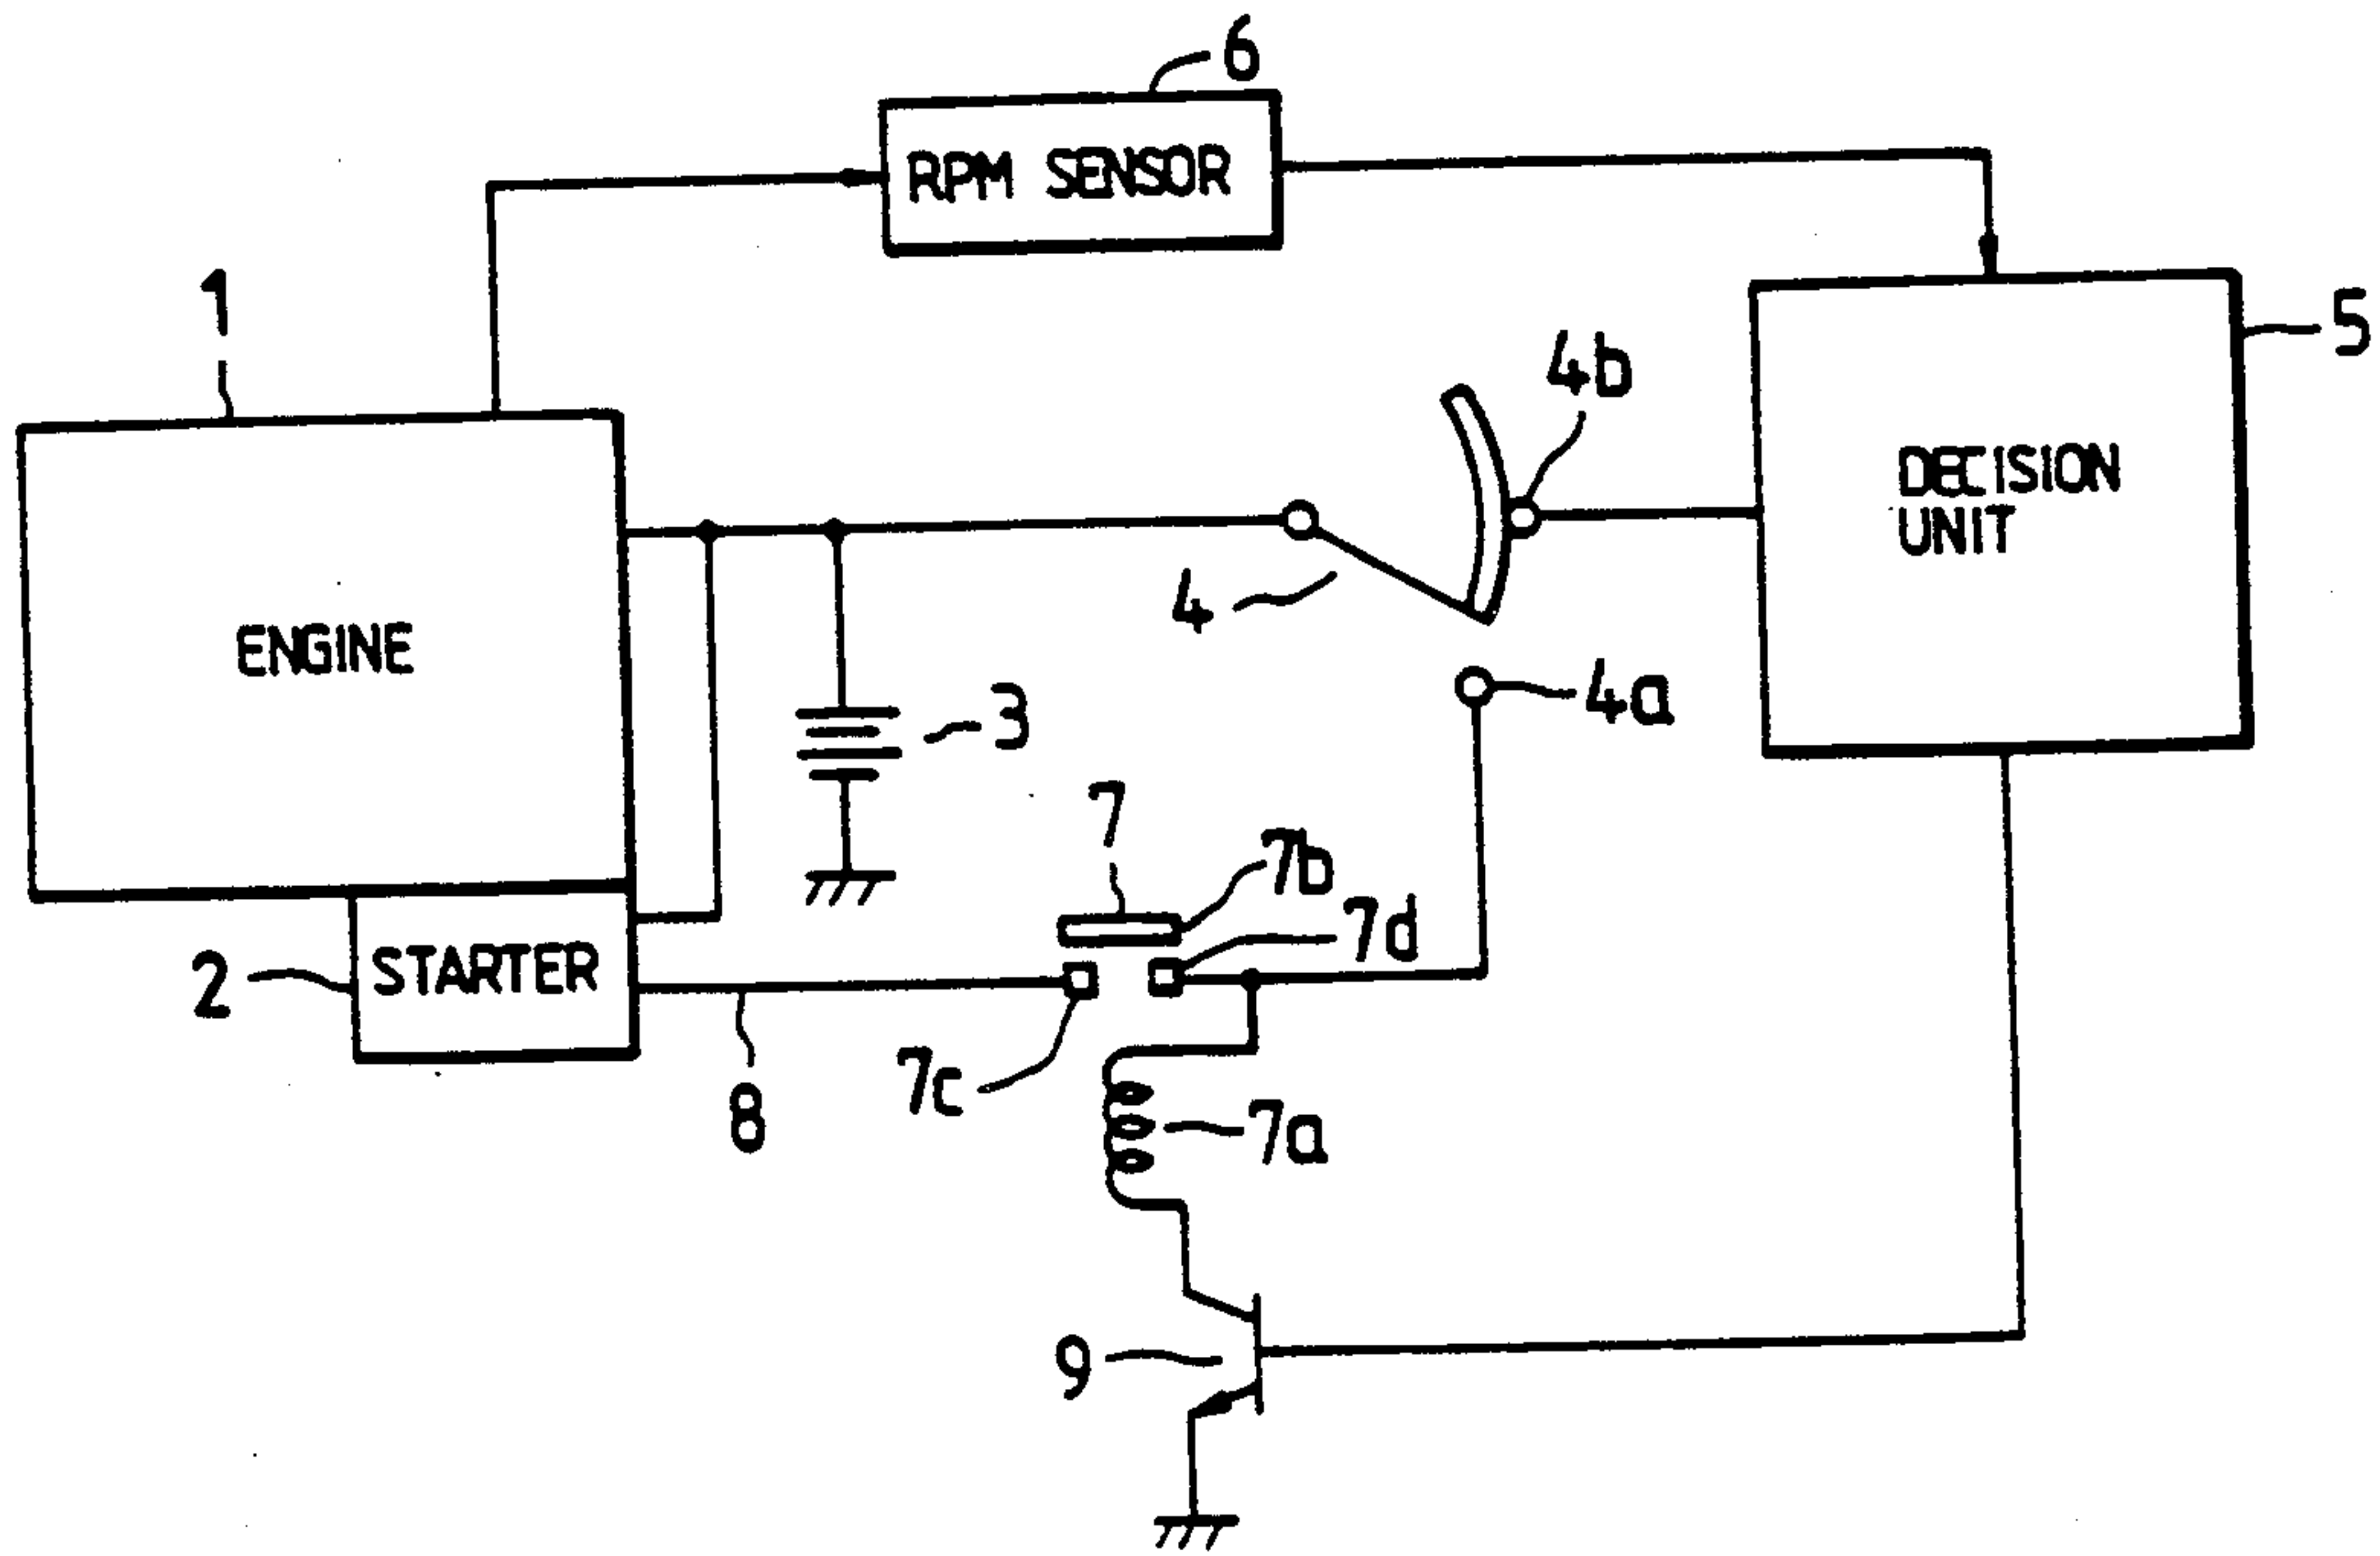 6
RPM SENSOR
1
5
4b
DECISION
UNIT
4
ENGINE
4a
3
7
7b
7d
2
STARTER
7c
8
7a
9